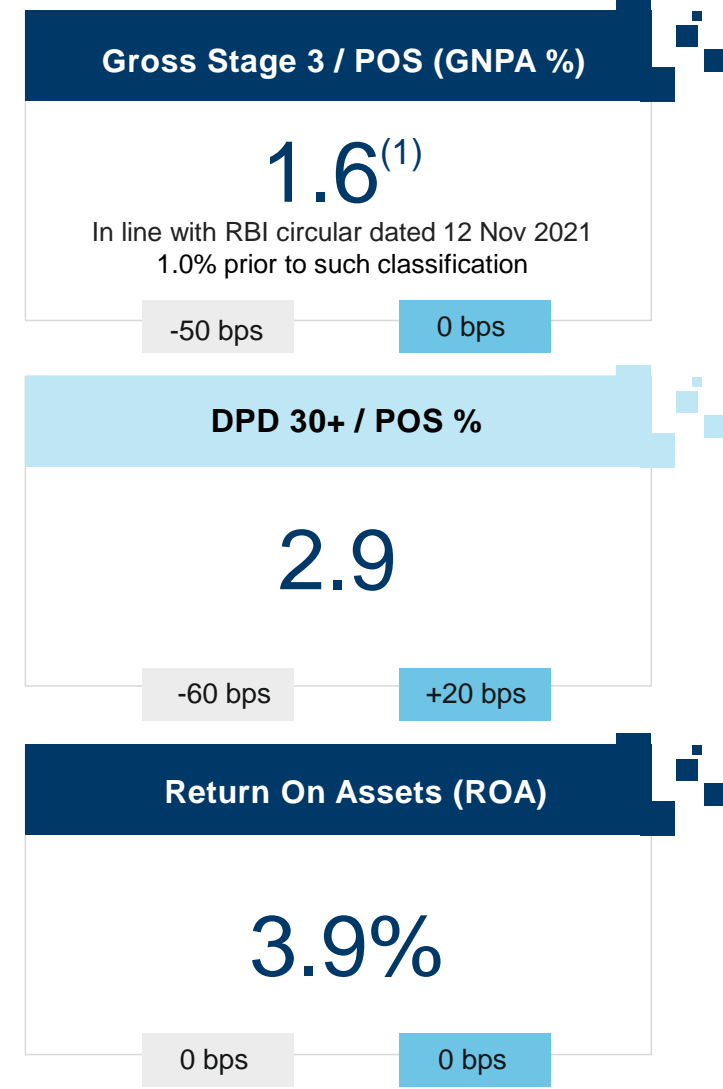 Gross Stage 3 / POS (GNPA %)
1.6(1)
In line with RBI circular dated 12 Nov 2021
1.0% prior to such classification
-50 bps
0 bps
DPD 30+ / POS %
2.9
-60 bps
+20 bps
Return On Assets (ROA)
3.9%
0 bps
0 bps